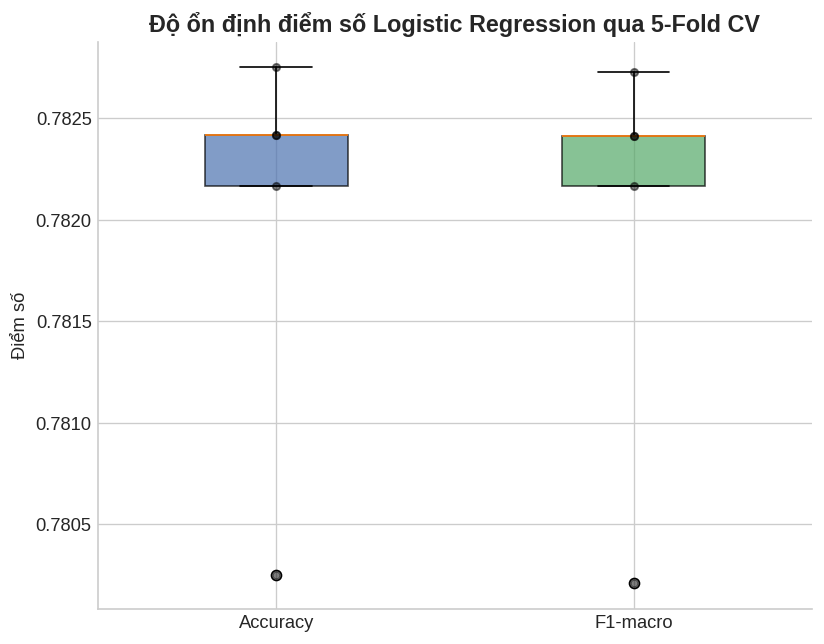 Độ ổn định điểm số Logistic Regression qua 5-Fold CV
Điểm số
0.7825
0.7820
0.7815
0.7810
0.7805
Accuracy
F1-macro